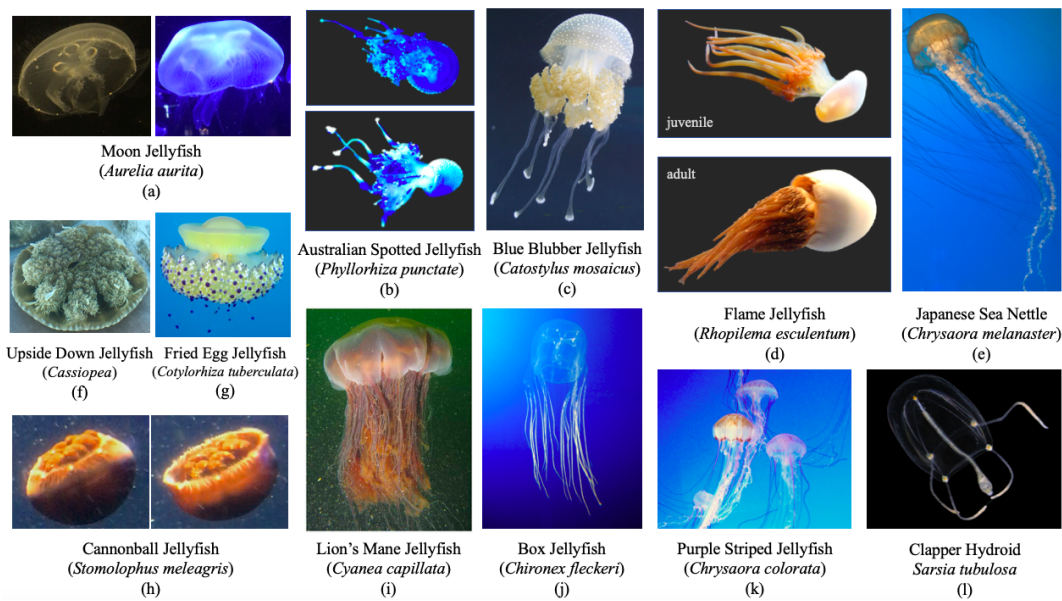 Moon Jellyfish
(Aurelia aurita)
(a)
Australian Spotted Jellyfish
(Phyllorhiza punctate)
(b)
Blue Blubber Jellyfish
(Catostylus mosaicus)
(c)
juvenile
adult
Flame Jellyfish
(Rhopilema esculentum)
(d)
Japanese Sea Nettle
(Chrysaora melanaster)
(e)
Upside Down Jellyfish
(Cassiopea)
(f)
Fried Egg Jellyfish
(Cotylorhiza tuberculata)
(g)
Cannonball Jellyfish
(Stomolophus meleagris)
(h)
Lion's Mane Jellyfish
(Cyanea capillata)
(i)
Box Jellyfish
(Chironex fleckeri)
(j)
Purple Striped Jellyfish
(Chrysaora colorata)
(k)
Clapper Hydroid
Sarsia tubulosa
(l)